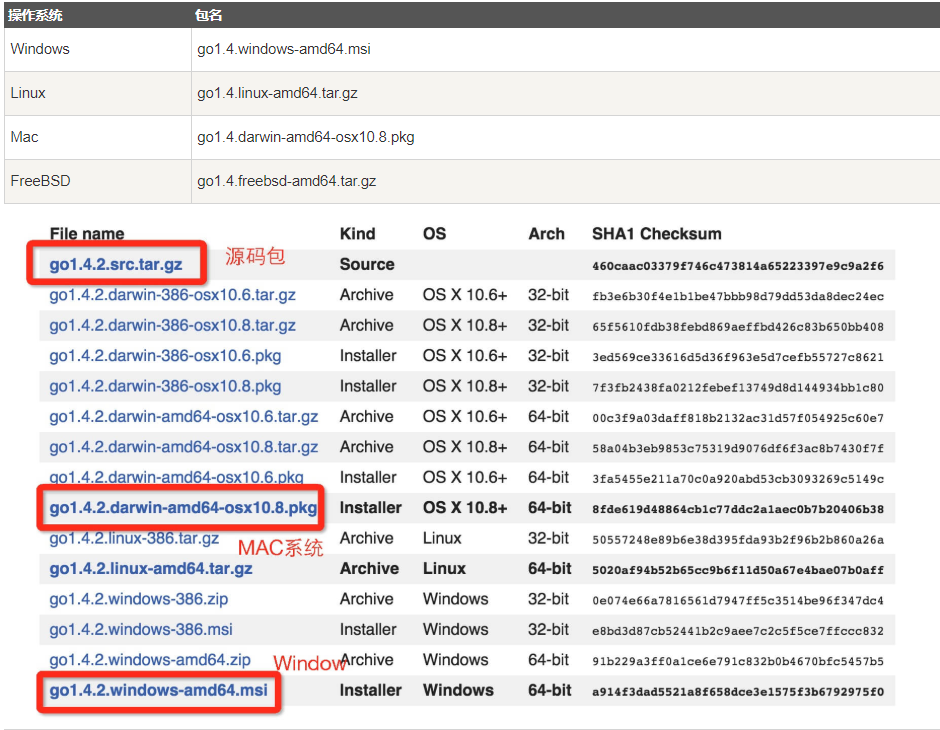 操作系统 包名
Windows go1.4.windows-amd64.msi
Linux go1.4.linux-amd64.tar.gz
Mac go1.4.darwin-amd64-osx10.8.pkg
FreeBSD go1.4.freebsd-amd64.tar.gz
File name Kind OS Arch SHA1 Checksum
go1.4.2.src.tar.gz 源码包 Source 460caac03379f746c473814a65223397e9c9a2f6
go1.4.2.darwin-386-osx10.6.tar.gz Archive OS X 10.6+ 32-bit fb3e6b30f4e1b1be47bbb98d79dd53da8dec24ec
go1.4.2.darwin-386-osx10.8.tar.gz Archive OS X 10.8+ 32-bit 65f5610fdb38febd869aeffbd426c83b650bb408
go1.4.2.darwin-386-osx10.6.pkg Installer OS X 10.6+ 32-bit 3ed569ce33616d5d36f963e5d7cefb55727c8621
go1.4.2.darwin-386-osx10.8.pkg Installer OS X 10.8+ 32-bit 7f3fb2438fa0212febef13749d8d144934bb1c80
go1.4.2.darwin-amd64-osx10.6.tar.gz Archive OS X 10.6+ 64-bit 00c3f9a03daff818b2132ac31d57f054925c60e7
go1.4.2.darwin-amd64-osx10.8.tar.gz Archive OS X 10.8+ 64-bit 58a04b3eb9853c75319d9076df6f3ac8b7430f7f
go1.4.2.darwin-amd64-osx10.6.pkg Installer OS X 10.6+ 64-bit 3fa5455e211a70c0a920abd53cb3093269c5149c
go1.4.2.darwin-amd64-osx10.8.pkg Installer OS X 10.8+ 64-bit 8fde619d48864cb1c77ddc2a1aec0b7b20406b38
go1.4.2.linux-386.tar.gz MAC系统 Archive Linux 32-bit 50557248e89b6e38d395fda93b2f96b2b860a26a
go1.4.2.linux-amd64.tar.gz Archive Linux 64-bit 5020af94b52b65cc9b6f11d50a67e4bae07b0aff
go1.4.2.windows-386.zip Archive Windows 32-bit 0e074e66a7816561d7947ff5c3514be96f347dc4
go1.4.2.windows-386.msi Installer Windows 32-bit e8bd3d87cb52441b2c9aee7c2c5f5ce7ffccc832
go1.4.2.windows-amd64.zip Window Archive Windows 64-bit 91b229a3ff0a1ce6e791c832b0b4670bfc5457b5
go1.4.2.windows-amd64.msi Installer Windows 64-bit a914f3dad5521a8f658dce3e1575f3b6792975f0